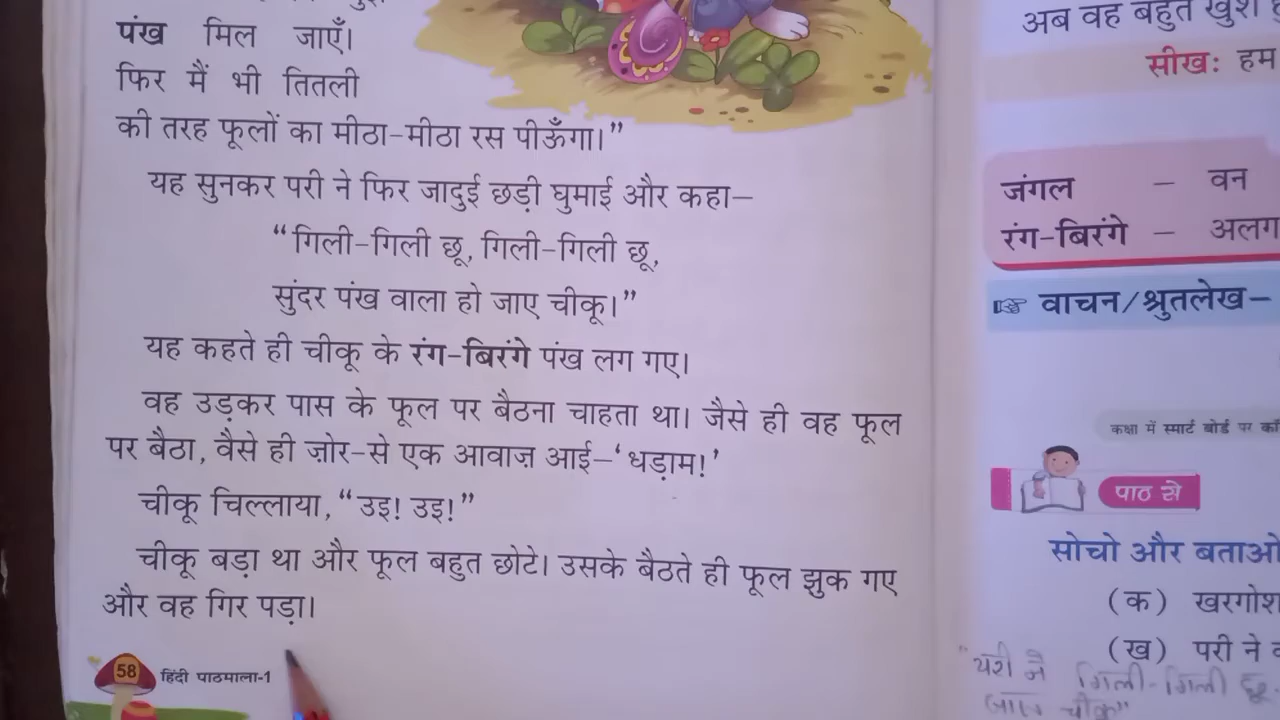 पंख मिल जाएँ।
फिर मैं भी तितली
की तरह फूलों का मीठा-मीठा रस पीऊँगा।”
यह सुनकर परी ने फिर जादुई छड़ी घुमाई और कहा–
“गिली-गिली छू, गिली-गिली छू,
सुंदर पंख वाला हो जाए चीकू।”
यह कहते ही चीकू के रंग-बिरंगे पंख लग गए।
वह उड़कर पास के फूल पर बैठना चाहता था। जैसे ही वह फूल
पर बैठा, वैसे ही ज़ोर-से एक आवाज़ आई–‘धड़ाम!’
चीकू चिल्लाया, “उइ! उइ!”
चीकू बड़ा था और फूल बहुत छोटे। उसके बैठते ही फूल झुक गए
और वह गिर पड़ा।
58 हिंदी पाठमाला-1
अब वह बहुत खुश
सीख: हम
जंगल – वन
रंग-बिरंगे – अलग
वाचन/श्रुतलेख–
कक्षा में स्मार्ट बोर्ड पर
पाठ से
सोचो और बताओ
(क) खरगोश
(ख) परी ने
"परी ने गिली-गिली छू
जाए चीकू"